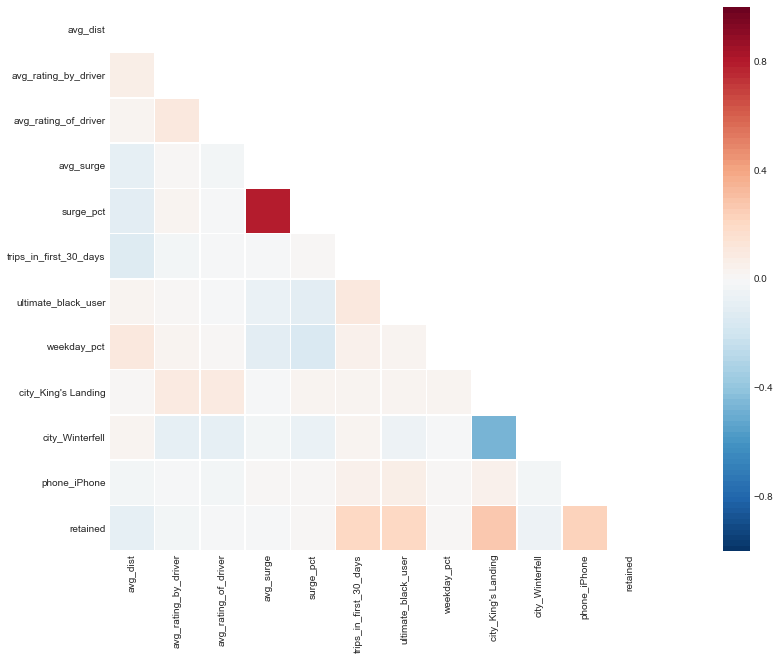 avg_dist
avg_rating_by_driver
avg_rating_of_driver
avg_surge
surge_pct
trips_in_first_30_days
ultimate_black_user
weekday_pct
city_King's Landing
city_Winterfell
phone_iPhone
retained
avg_dist
avg_rating_by_driver
avg_rating_of_driver
avg_surge
surge_pct
trips_in_first_30_days
ultimate_black_user
weekday_pct
city_King's Landing
city_Winterfell
phone_iPhone
retained
0.8
0.4
0.0
−0.4
−0.8